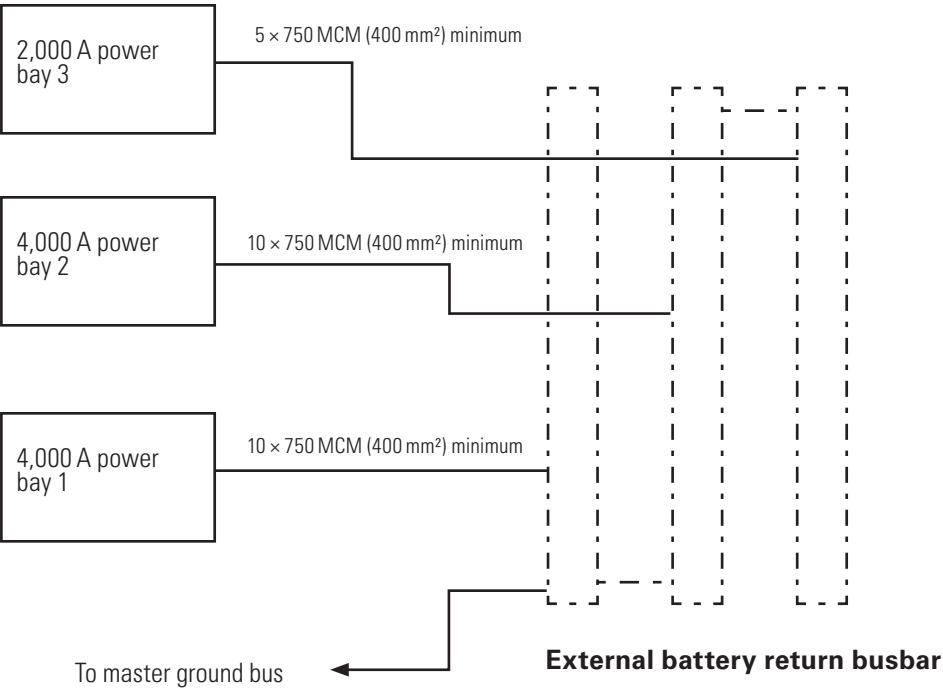 5 × 750 MCM (400 mm²) minimum
2,000 A power
bay 3
4,000 A power
bay 2
10 × 750 MCM (400 mm²) minimum
4,000 A power
bay 1
10 × 750 MCM (400 mm²) minimum
To master ground bus
External battery return busbar